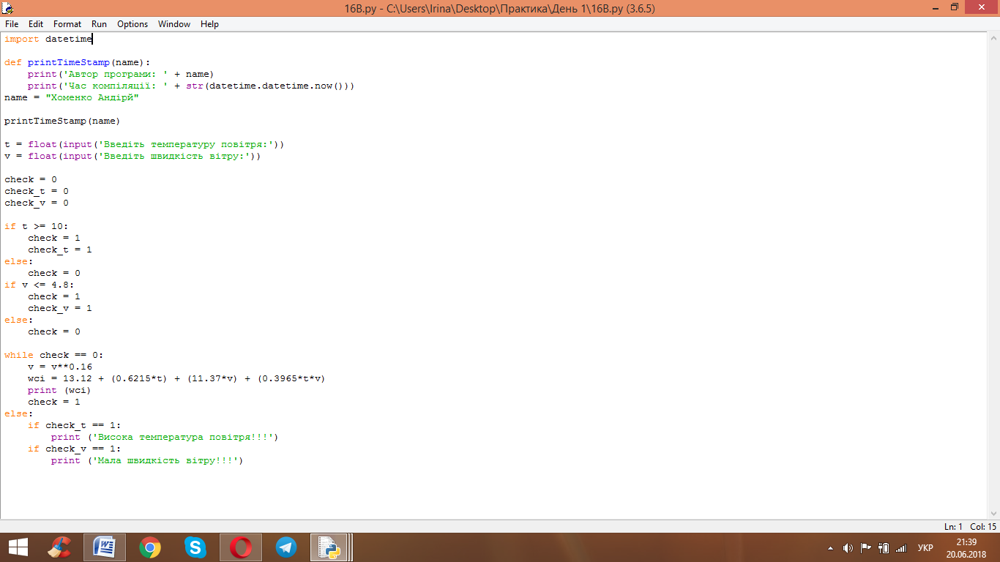 16B.py - C:\Users\Irina\Desktop\Практика\День 1\16B.py (3.6.5)
File Edit Format Run Options Window Help
import datetime
def printTimeStamp(name):
    print('Автор програми: ' + name)
    print('Час компіляції: ' + str(datetime.datetime.now()))
name = "Хоменко Андірй"
printTimeStamp(name)
t = float(input('Введіть температуру повітря:'))
v = float(input('Введіть швидкість вітру:'))
check = 0
check_t = 0
check_v = 0
if t >= 10:
    check = 1
    check_t = 1
else:
    check = 0
if v <= 4.8:
    check = 1
    check_v = 1
else:
    check = 0
while check == 0:
    v = v**0.16
    wci = 13.12 + (0.6215*t) + (11.37*v) + (0.3965*t*v)
    print (wci)
    check = 1
else:
    if check_t == 1:
        print ('Висока температура повітря!!!')
    if check_v == 1:
        print ('Мала швидкість вітру!!!')
Ln: 1 Col: 15
УКР
21:39
20.06.2018